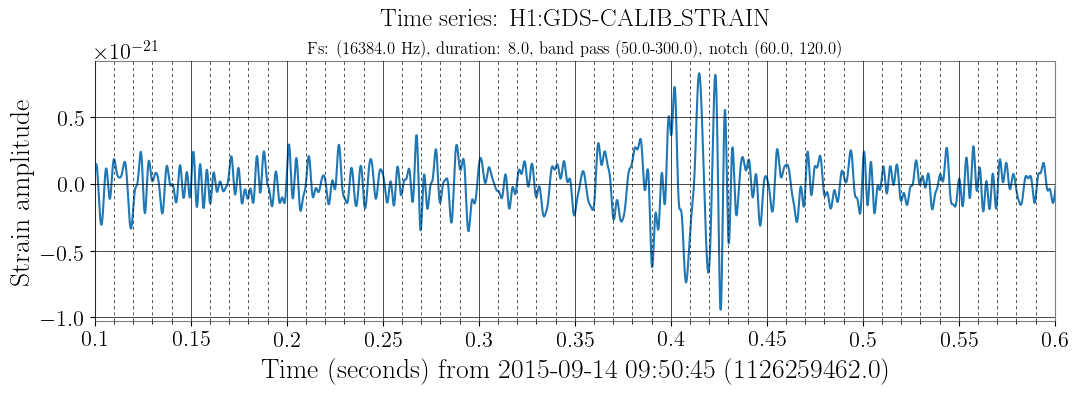 Time series: H1:GDS-CALIB_STRAIN
Fs: (16384.0 Hz), duration: 8.0, band pass (50.0-300.0), notch (60.0, 120.0)
×10⁻²¹
0.5
0.0
−0.5
−1.0
Strain amplitude
0.1 0.15 0.2 0.25 0.3 0.35 0.4 0.45 0.5 0.55 0.6
Time (seconds) from 2015-09-14 09:50:45 (1126259462.0)